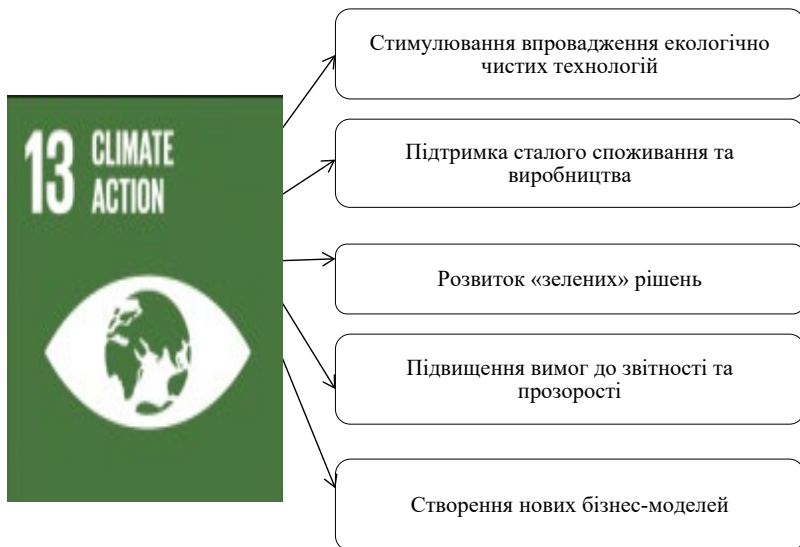 13 CLIMATE
ACTION
Стимулювання впровадження екологічно
чистих технологій
Підтримка сталого споживання та
виробництва
Розвиток «зелених» рішень
Підвищення вимог до звітності та
прозорості
Створення нових бізнес-моделей